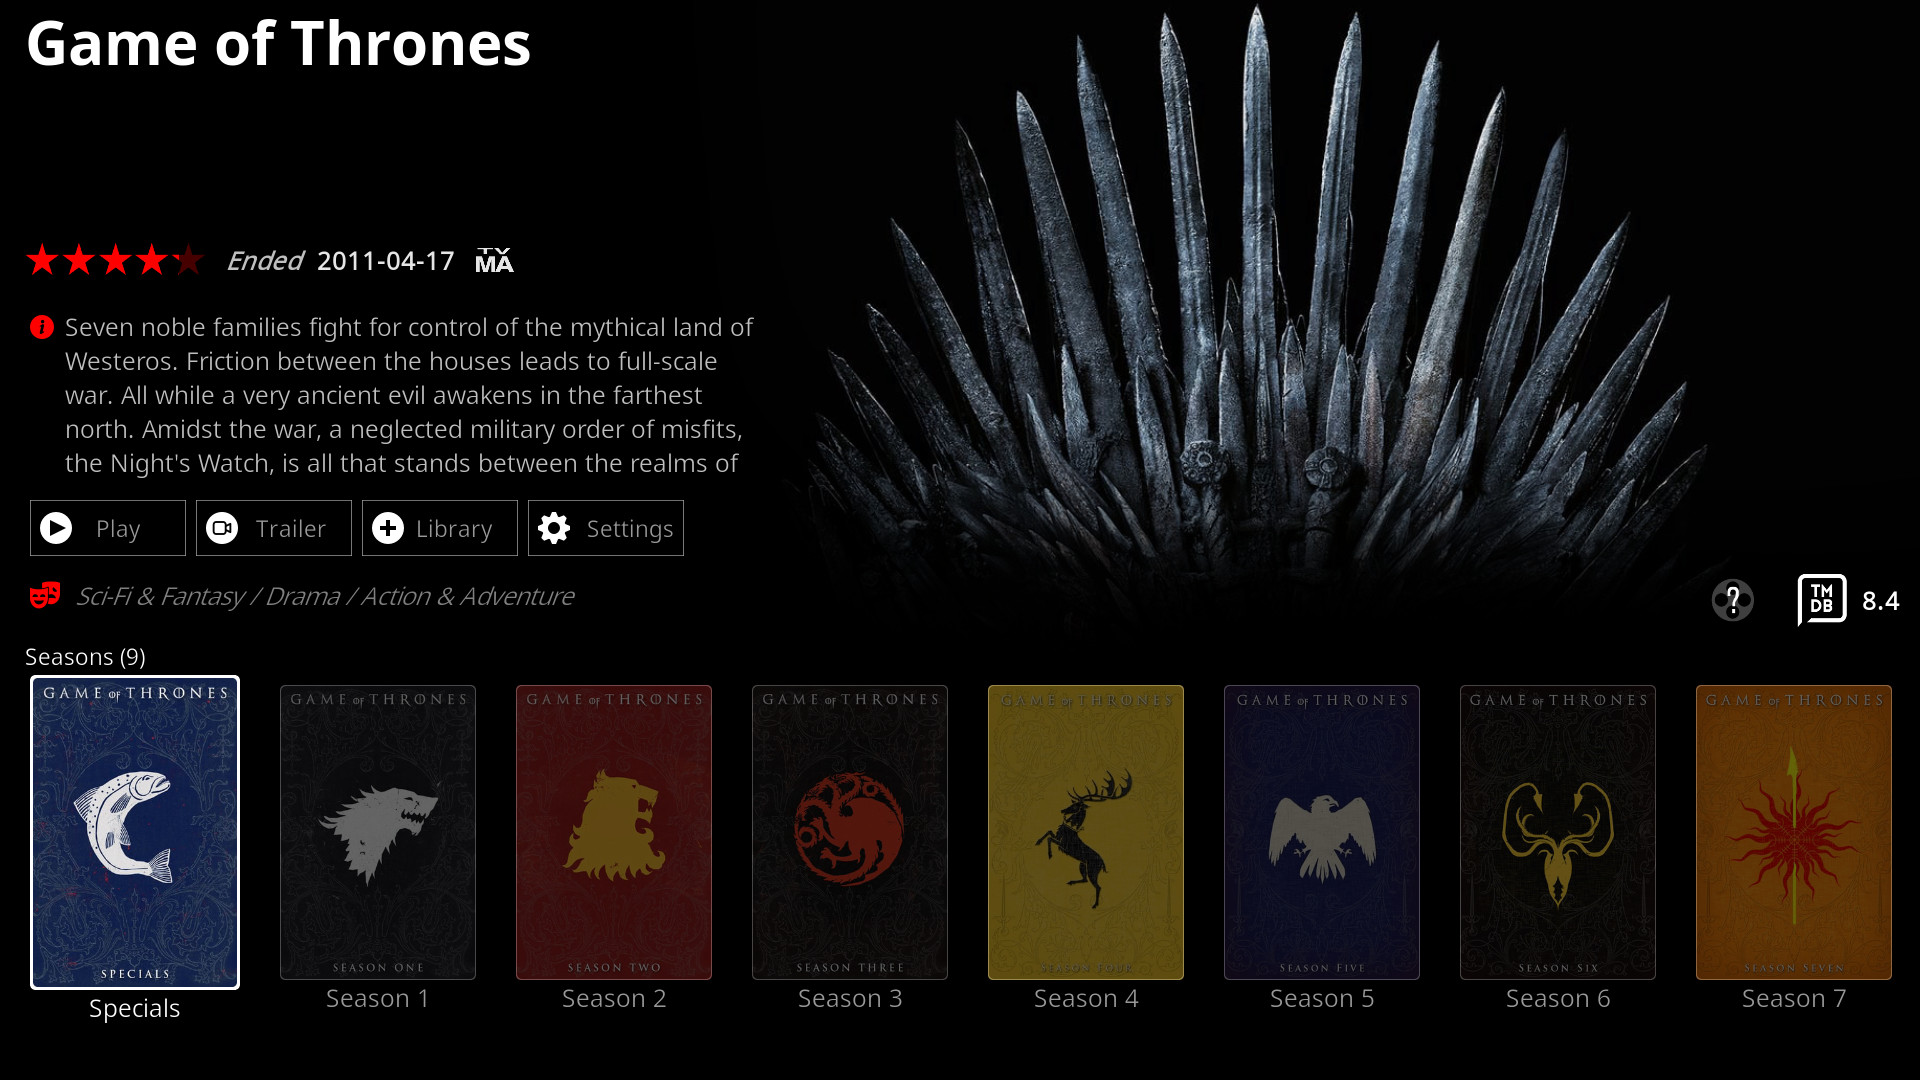 Game of Thrones
Ended 2011-04-17 TV MA
Seven noble families fight for control of the mythical land of
Westeros. Friction between the houses leads to full-scale
war. All while a very ancient evil awakens in the farthest
north. Amidst the war, a neglected military order of misfits,
the Night's Watch, is all that stands between the realms of
Play Trailer Library Settings
Sci-Fi & Fantasy / Drama / Action & Adventure
? TM DB 8.4
Seasons (9)
GAME OF THRONES GAME OF THRONES GAME OF THRONES GAME OF THRONES GAME OF THRONES GAME OF THRONES GAME OF THRONES GAME OF THRONES
SPECIALS SEASON ONE SEASON TWO SEASON THREE SEASON FOUR SEASON FIVE SEASON SIX SEASON SEVEN
Specials Season 1 Season 2 Season 3 Season 4 Season 5 Season 6 Season 7